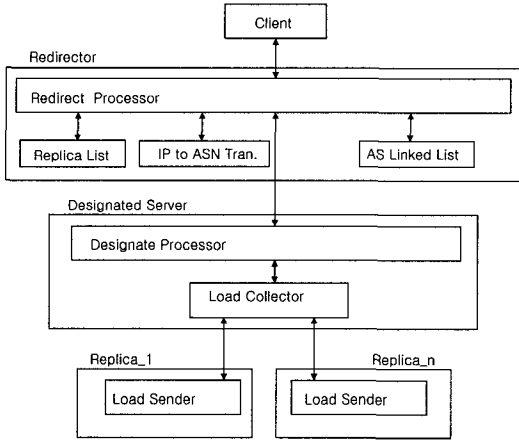 Client
Redirector
Redirect Processor
Replica List
IP to ASN Tran.
AS Linked List
Designated Server
Designate Processor
Load Collector
Replica_1
Replica_n
Load Sender
Load Sender